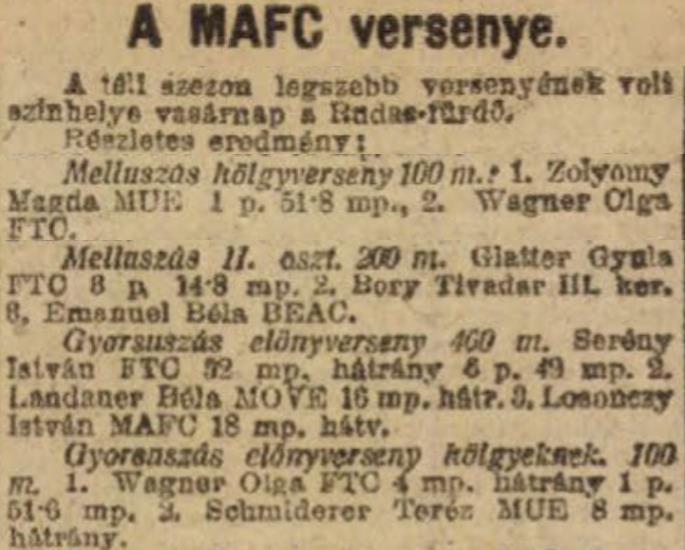 A MAFC versenye.
A téli szezon legszebb versenyének volt
szinhelye vasárnap a Rudas-fürdő.
Részletes eredmény:
Melluszás hölgyverseny 100 m.: 1. Zolyomy
Magda MUE 1 p. 51·8 mp., 2. Wagner Olga
FTC.
Melluszás II. oszt. 200 m. Glatter Gyula
FTC 3 p. 14·8 mp. 2. Bory Tivadar III. ker.
3. Emanuel Béla BEAC.
Gyorsuszás előnyverseny 400 m. Serény
István FTC mp. hátrány p. mp. 2.
Landauer Béla MOVE 16 mp. hátr. 3. Losonczy
István MAFC 18 mp. hátr.
Gyorsuszás előnyverseny hölgyeknek. 100
m. 1. Wagner Olga FTC 4 mp. hátrány 1 p.
51·6 mp. 2. Schmiderer Teréz MUE 8 mp.
hátrány.